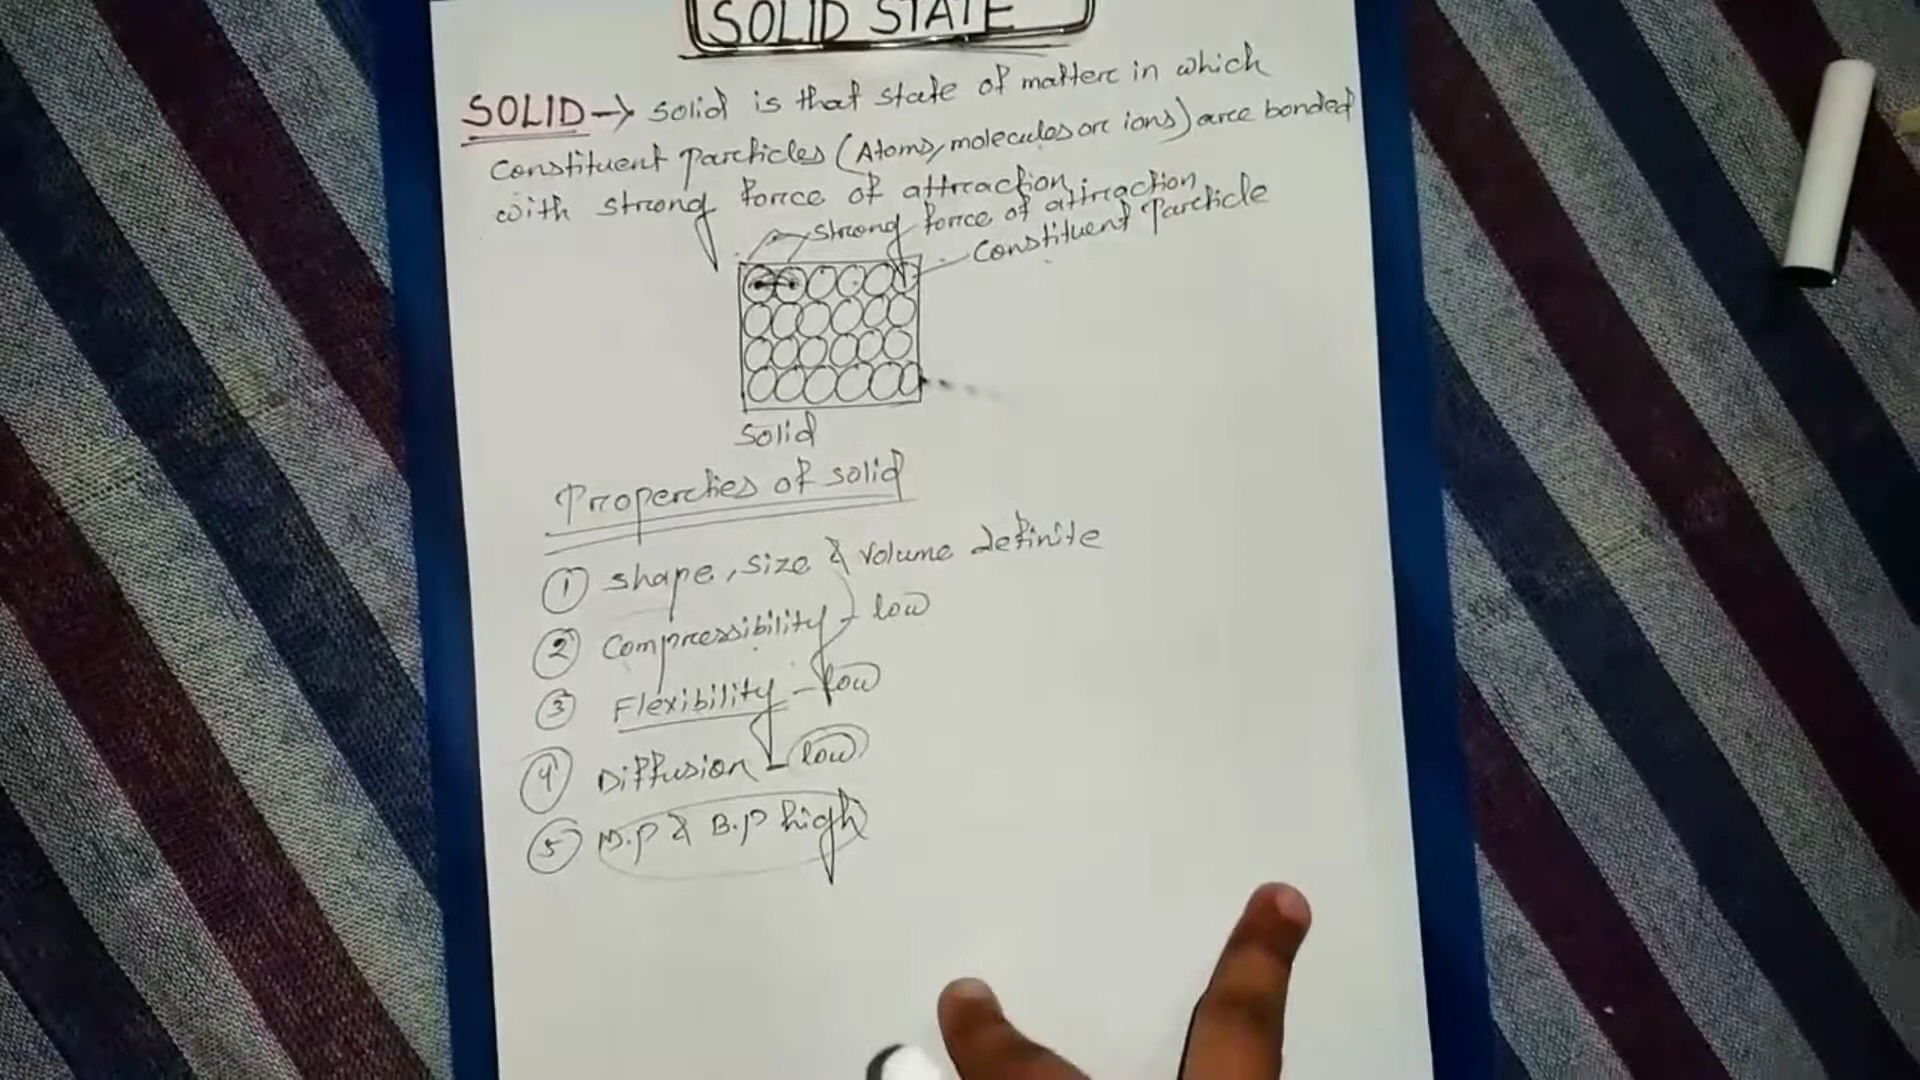 SOLID STATE
SOLID → Solid is that state of matter in which
Constituent Particles (Atoms, molecules or ions) are bonded
with strong force of attraction.
strong force of attraction
Constituent Particle
Solid
Properties of solid
① Shape, size & volume definite
② Compressibility - low
③ Flexibility - low
④ Diffusion - low
⑤ M.P & B.P high